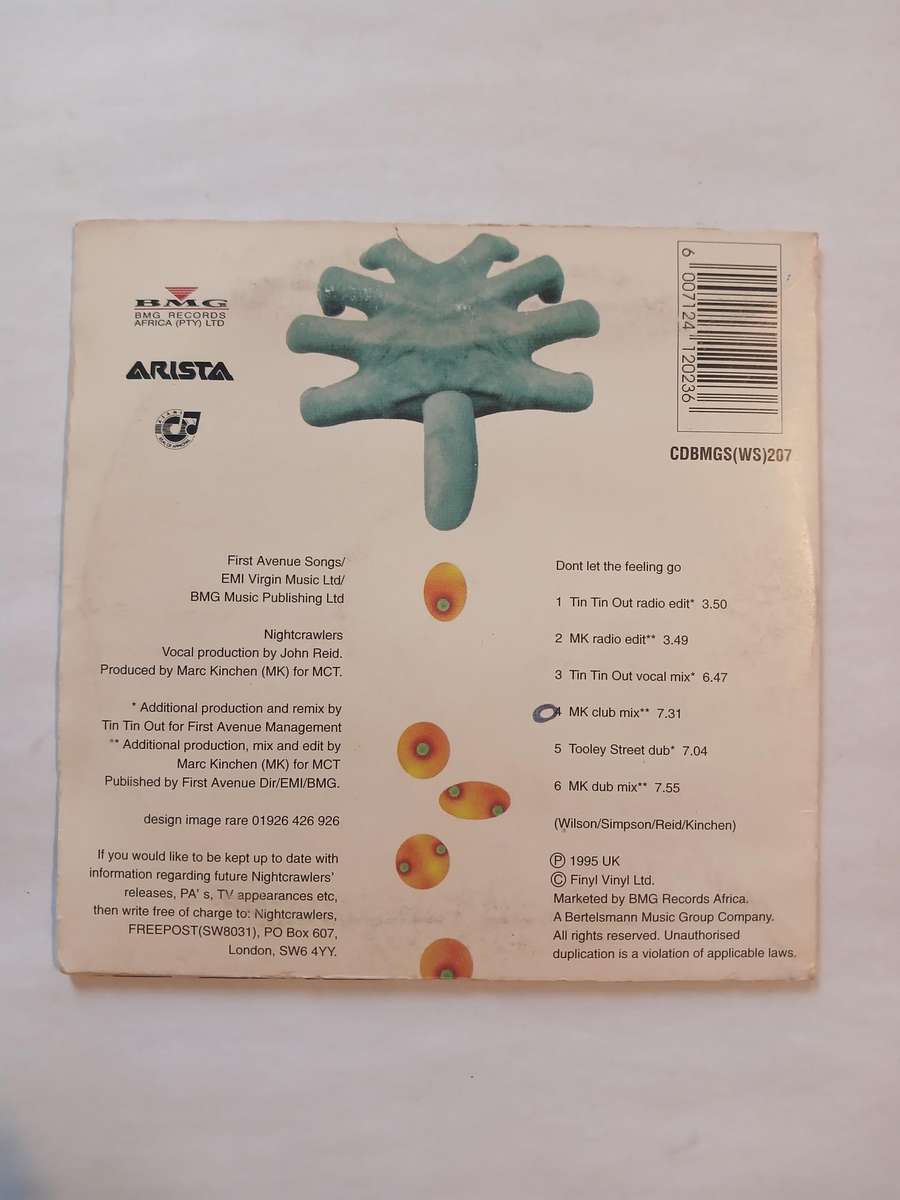 BMG
BMG RECORDS
AFRICA (PTY) LTD
ARISTA
6 007124 120236
CDBMGS(WS)207
First Avenue Songs/
EMI Virgin Music Ltd/
BMG Music Publishing Ltd
Nightcrawlers
Vocal production by John Reid.
Produced by Marc Kinchen (MK) for MCT.
* Additional production and remix by
Tin Tin Out for First Avenue Management
** Additional production, mix and edit by
Marc Kinchen (MK) for MCT
Published by First Avenue Dir/EMI/BMG.
design image rare 01926 426 926
If you would like to be kept up to date with
information regarding future Nightcrawlers'
releases, PA' s, TV appearances etc,
then write free of charge to: Nightcrawlers,
FREEPOST(SW8031), PO Box 607,
London, SW6 4YY.
Dont let the feeling go
1 Tin Tin Out radio edit* 3.50
2 MK radio edit** 3.49
3 Tin Tin Out vocal mix* 6.47
4 MK club mix** 7.31
5 Tooley Street dub* 7.04
6 MK dub mix** 7.55
(Wilson/Simpson/Reid/Kinchen)
Ⓟ 1995 UK
© Finyl Vinyl Ltd.
Marketed by BMG Records Africa.
A Bertelsmann Music Group Company.
All rights reserved. Unauthorised
duplication is a violation of applicable laws.